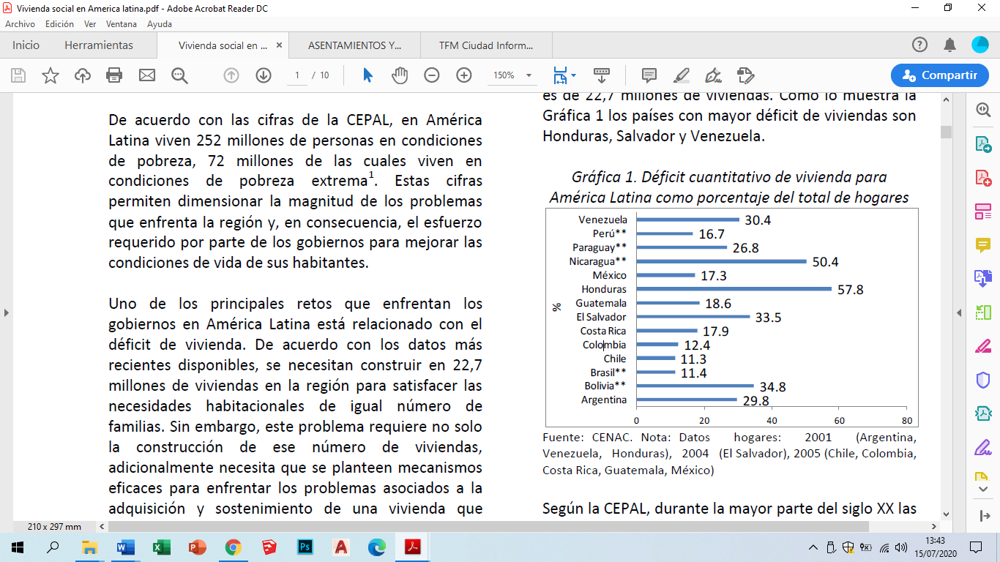 Vivienda social en America latina.pdf - Adobe Acrobat Reader DC
Archivo Edición Ver Ventana Ayuda
Inicio Herramientas Vivienda social en ... × ASENTAMIENTOS Y... TFM Ciudad Inform...
1 / 10 150% Compartir
De acuerdo con las cifras de la CEPAL, en América
Latina viven 252 millones de personas en condiciones
de pobreza, 72 millones de las cuales viven en
condiciones de pobreza extrema¹. Estas cifras
permiten dimensionar la magnitud de los problemas
que enfrenta la región y, en consecuencia, el esfuerzo
requerido por parte de los gobiernos para mejorar las
condiciones de vida de sus habitantes.
Uno de los principales retos que enfrentan los
gobiernos en América Latina está relacionado con el
déficit de vivienda. De acuerdo con los datos más
recientes disponibles, se necesitan construir en 22,7
millones de viviendas en la región para satisfacer las
necesidades habitacionales de igual número de
familias. Sin embargo, este problema requiere no solo
la construcción de ese número de viviendas,
adicionalmente necesita que se planteen mecanismos
eficaces para enfrentar los problemas asociados a la
adquisición y sostenimiento de una vivienda que
es de 22,7 millones de viviendas. Como lo muestra la
Gráfica 1 los países con mayor déficit de viviendas son
Honduras, Salvador y Venezuela.
Gráfica 1. Déficit cuantitativo de vivienda para
América Latina como porcentaje del total de hogares
Venezuela 30.4
Perú** 16.7
Paraguay** 26.8
Nicaragua** 50.4
México 17.3
Honduras 57.8
Guatemala 18.6
%
El Salvador 33.5
Costa Rica 17.9
Colombia 12.4
Chile 11.3
Brasil** 11.4
Bolivia** 34.8
Argentina 29.8
0 20 40 60 80
Fuente: CENAC. Nota: Datos hogares: 2001 (Argentina,
Venezuela, Honduras), 2004 (El Salvador), 2005 (Chile, Colombia,
Costa Rica, Guatemala, México)
Según la CEPAL, durante la mayor parte del siglo XX las
210 x 297 mm
13:43
15/07/2020